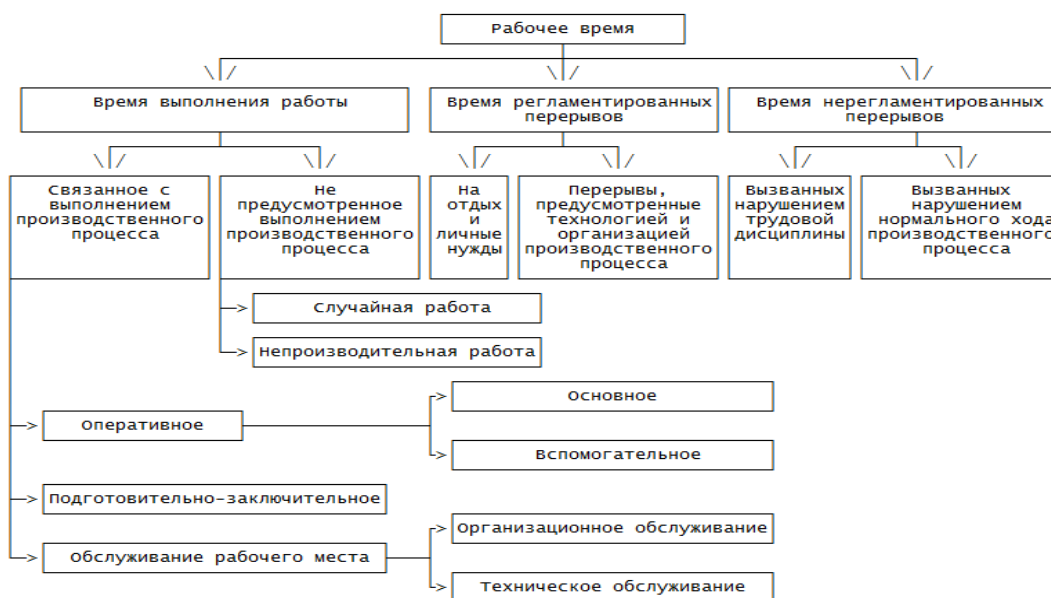 Рабочее время
Время выполнения работы
Время регламентированных
перерывов
Время нерегламентированных
перерывов
Связанное с
выполнением
производственного
процесса
Не
предусмотренное
выполнением
производственного
процесса
На
отдых
и
личные
нужды
Перерывы,
предусмотренные
технологией и
организацией
производственного
процесса
Вызванных
нарушением
трудовой
дисциплины
Вызванных
нарушением
нормального хода
производственного
процесса
Случайная работа
Непроизводительная работа
Основное
Оперативное
Вспомогательное
Подготовительно-заключительное
Организационное обслуживание
Обслуживание рабочего места
Техническое обслуживание